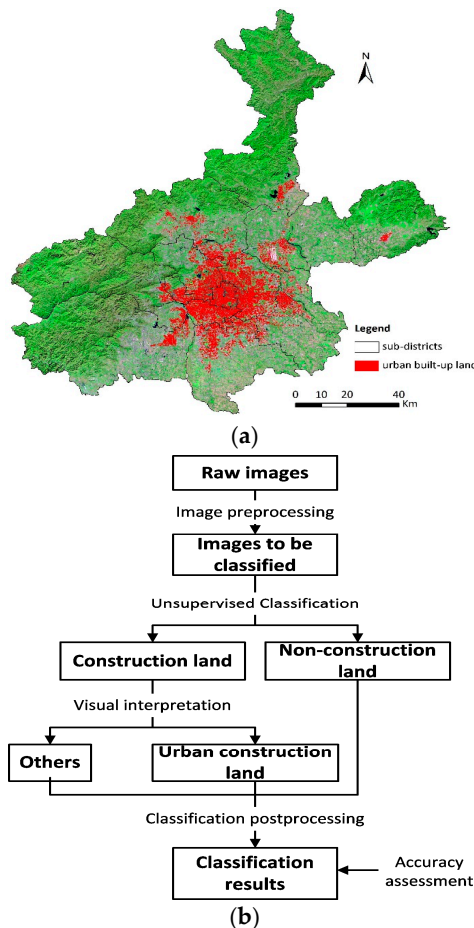 N
Legend
sub-districts
urban built-up land
0 10 20 40
Km
(a)
Raw images
Image preprocessing
Images to be
classified
Unsupervised Classification
Construction land
Non-construction
land
Visual interpretation
Others
Urban construction
land
Classification postprocessing
Classification
results
Accuracy
assessment
(b)